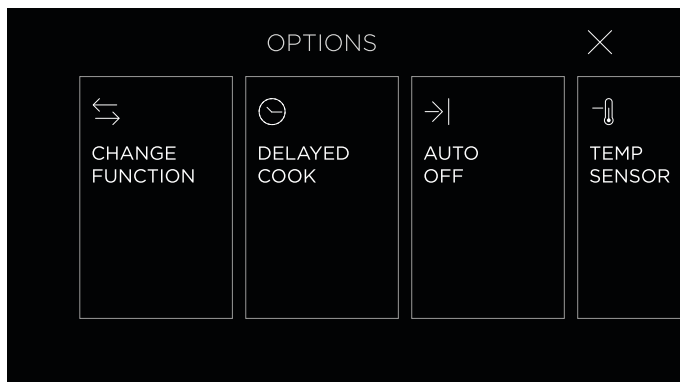 OPTIONS
CHANGE
FUNCTION
DELAYED
COOK
AUTO
OFF
TEMP
SENSOR